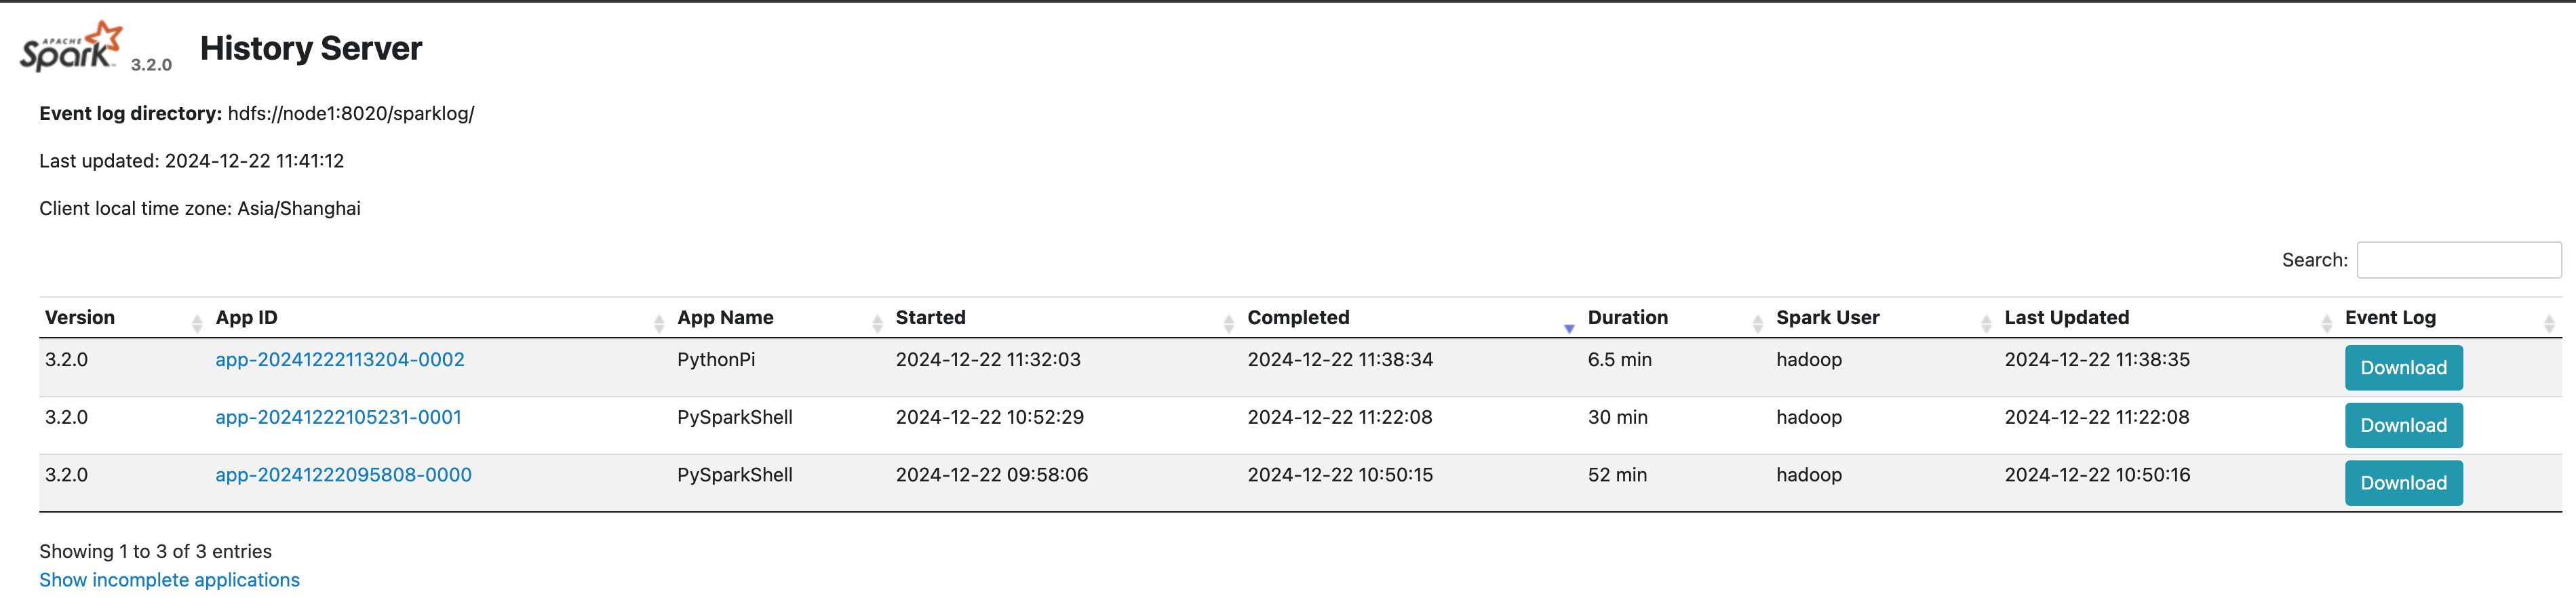 APACHE
Spark 3.2.0 History Server
Event log directory: hdfs://node1:8020/sparklog/
Last updated: 2024-12-22 11:41:12
Client local time zone: Asia/Shanghai
Search:
Version App ID App Name Started Completed Duration Spark User Last Updated Event Log
3.2.0 app-20241222113204-0002 PythonPi 2024-12-22 11:32:03 2024-12-22 11:38:34 6.5 min hadoop 2024-12-22 11:38:35 Download
3.2.0 app-20241222105231-0001 PySparkShell 2024-12-22 10:52:29 2024-12-22 11:22:08 30 min hadoop 2024-12-22 11:22:08 Download
3.2.0 app-20241222095808-0000 PySparkShell 2024-12-22 09:58:06 2024-12-22 10:50:15 52 min hadoop 2024-12-22 10:50:16 Download
Showing 1 to 3 of 3 entries
Show incomplete applications